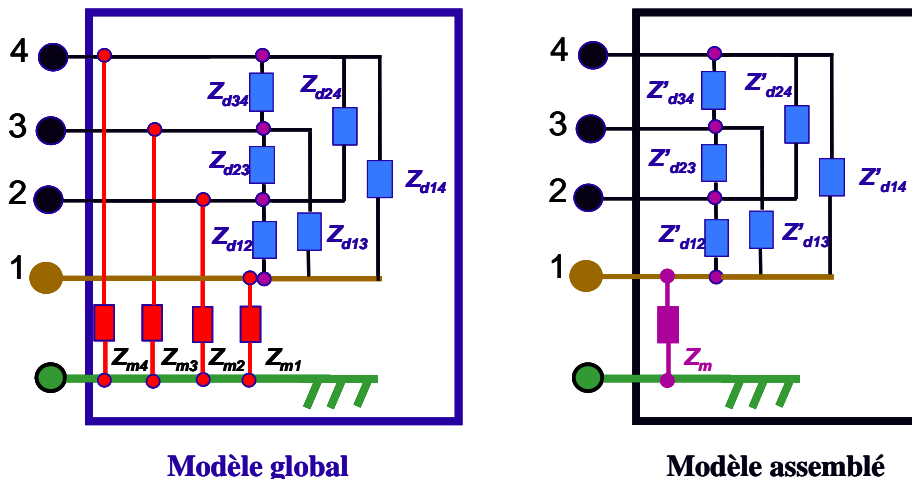 4
3
2
1
Zd34
Zd24
Zd23
Zd14
Zd12
Zd13
Zm4
Zm3
Zm2
Zm1
Modèle global
4
3
2
1
Z'd34
Z'd24
Z'd23
Z'd14
Z'd12
Z'd13
Zm
Modèle assemblé